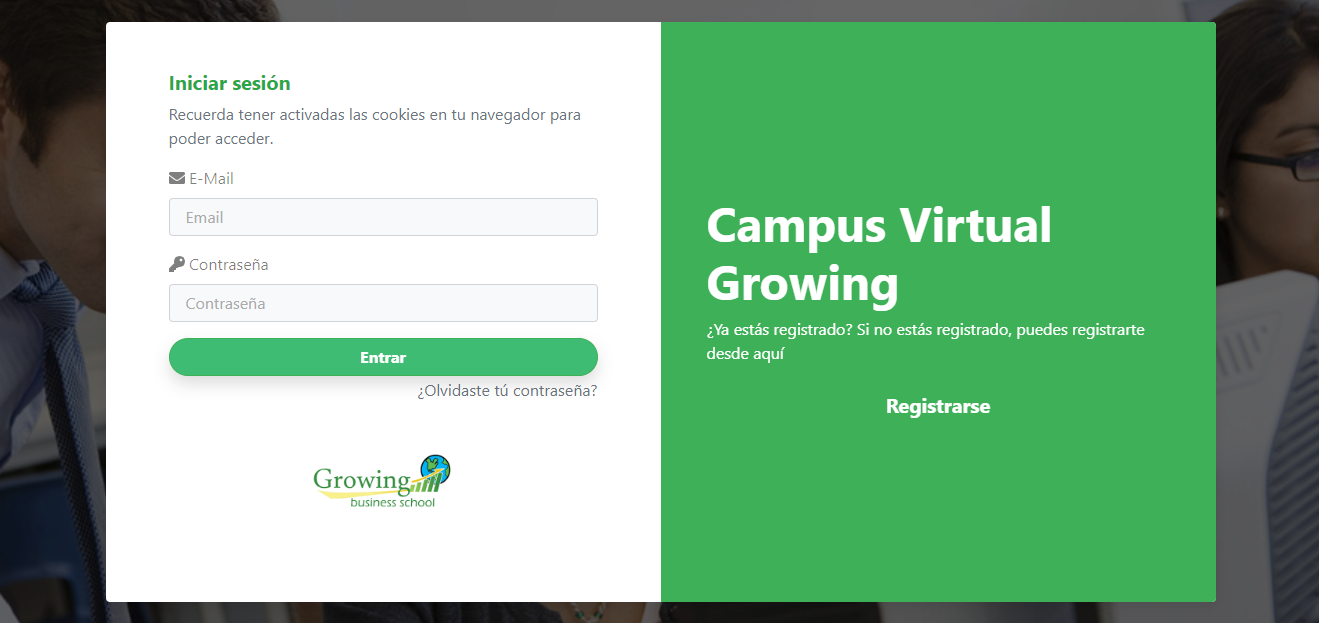 Iniciar sesión
Recuerda tener activadas las cookies en tu navegador para
poder acceder.
E-Mail
Email
Contraseña
Contraseña
Entrar
¿Olvidaste tú contraseña?
Growing
business school
Campus Virtual
Growing
¿Ya estás registrado? Si no estás registrado, puedes registrarte
desde aquí
Registrarse